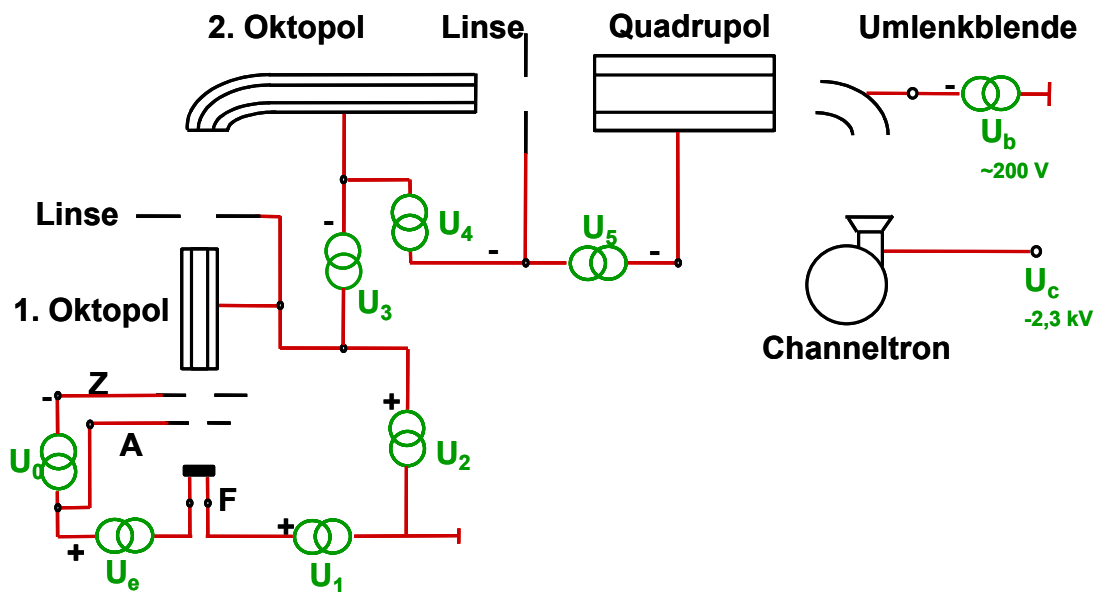 2. Oktopol
Linse
Quadrupol
Umlenkblende
-
U_b
~200 V
Linse
-
U_4
-
U_5
-
U_3
U_c
-2,3 kV
1. Oktopol
Channeltron
Z
-
A
+
U_0
U_2
F
+
+
U_e
U_1